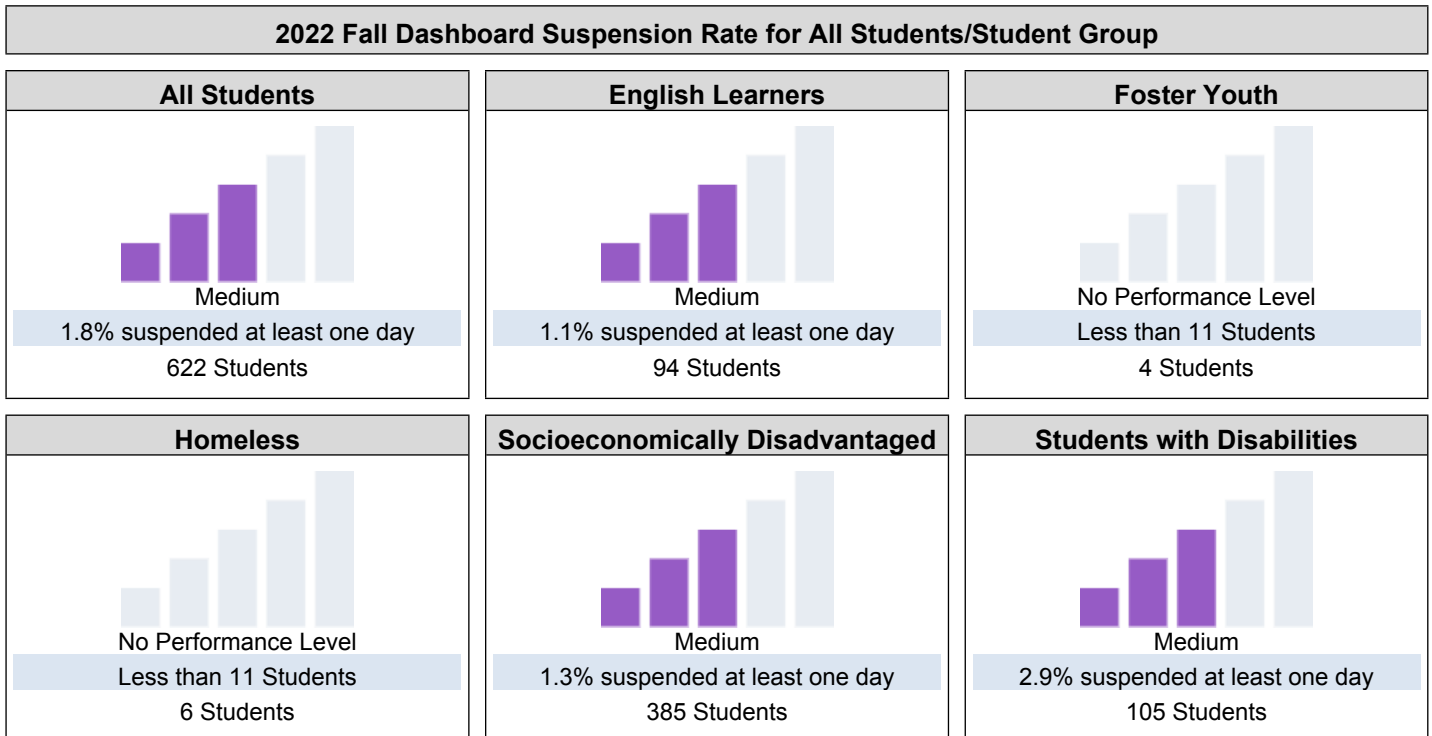 2022 Fall Dashboard Suspension Rate for All Students/Student Group
All Students
Medium
1.8% suspended at least one day
622 Students
English Learners
Medium
1.1% suspended at least one day
94 Students
Foster Youth
No Performance Level
Less than 11 Students
4 Students
Homeless
No Performance Level
Less than 11 Students
6 Students
Socioeconomically Disadvantaged
Medium
1.3% suspended at least one day
385 Students
Students with Disabilities
Medium
2.9% suspended at least one day
105 Students